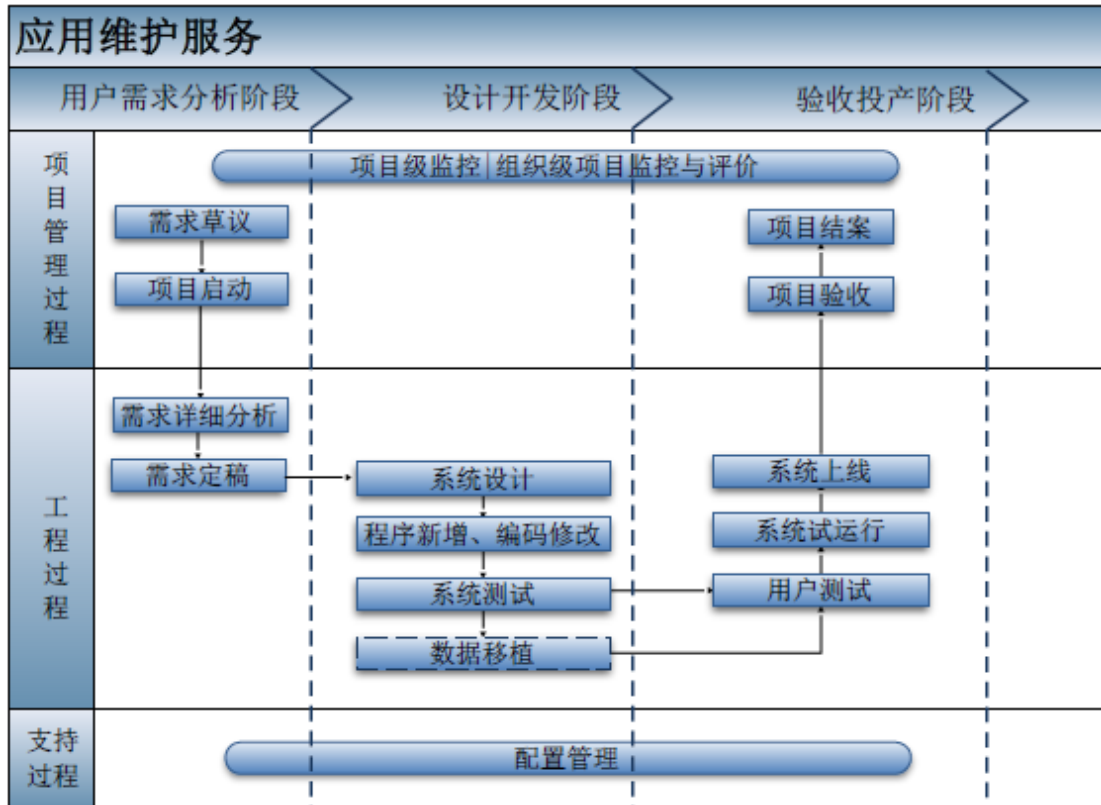 应用维护服务
用户需求分析阶段
设计开发阶段
验收投产阶段
项目管理过程
项目级监控|组织级项目监控与评价
需求草议
项目启动
项目结案
项目验收
工程过程
需求详细分析
需求定稿
系统设计
程序新增、编码修改
系统测试
数据移植
系统上线
系统试运行
用户测试
支持
过程
配置管理